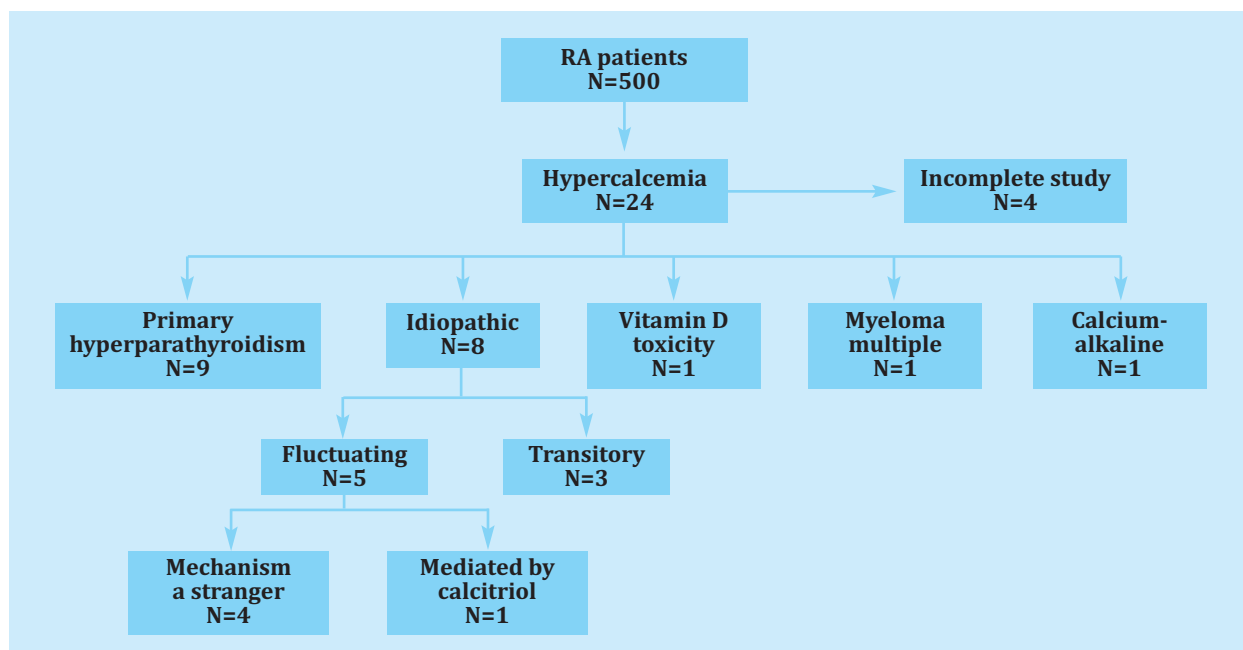 RA patients
N=500
Hypercalcemia
N=24
Incomplete study
N=4
Primary
hyperparathyroidism
N=9
Idiopathic
N=8
Vitamin D
toxicity
N=1
Myeloma
multiple
N=1
Calcium-
alkaline
N=1
Fluctuating
N=5
Transitory
N=3
Mechanism
a stranger
N=4
Mediated by
calcitriol
N=1